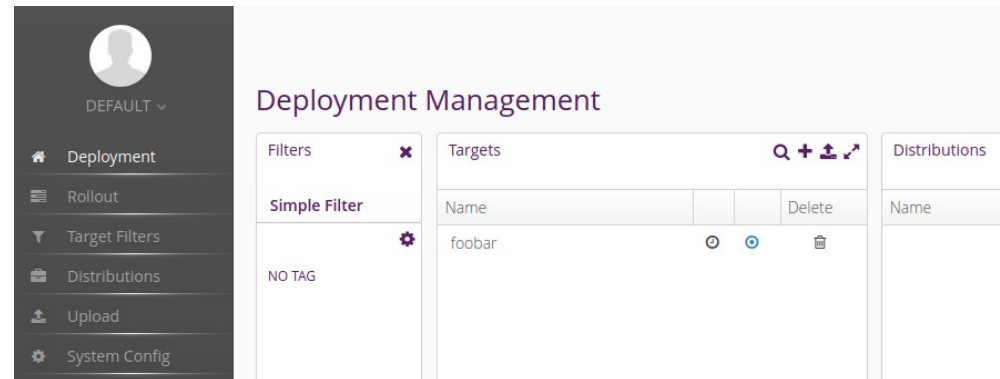 DEFAULT
Deployment
Rollout
Target Filters
Distributions
Upload
System Config
Deployment Management
Filters
Simple Filter
NO TAG
Targets
Name Delete
foobar
Distributions
Name